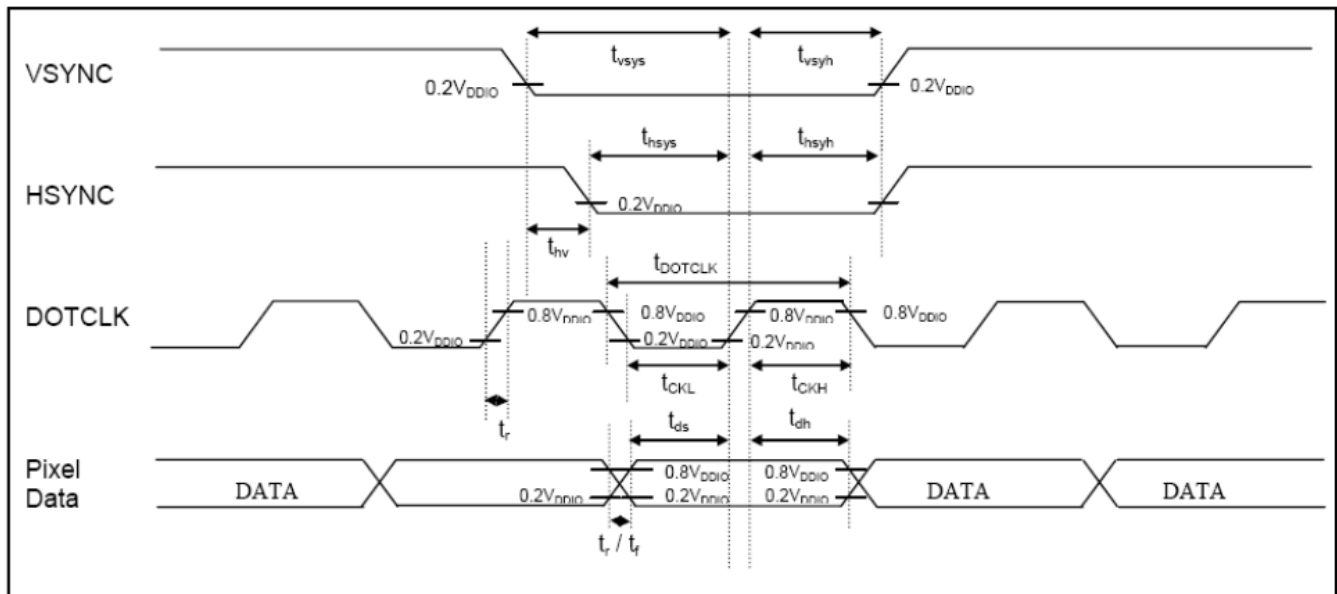 t_vsys t_vsyh
VSYNC
0.2V_DDIO 0.2V_DDIO
t_hsys t_hsyh
HSYNC
0.2V_DDIO
t_hv
t_DOTCLK
DOTCLK
0.8V_DDIO 0.8V_DDIO 0.8V_DDIO 0.8V_DDIO
0.2V_DDIO 0.2V_DDIO 0.2V_DDIO
t_CKL t_CKH
t_r
t_ds t_dh
Pixel
Data
0.8V_DDIO 0.8V_DDIO
DATA DATA DATA
0.2V_DDIO 0.2V_DDIO 0.2V_DDIO
t_r / t_f